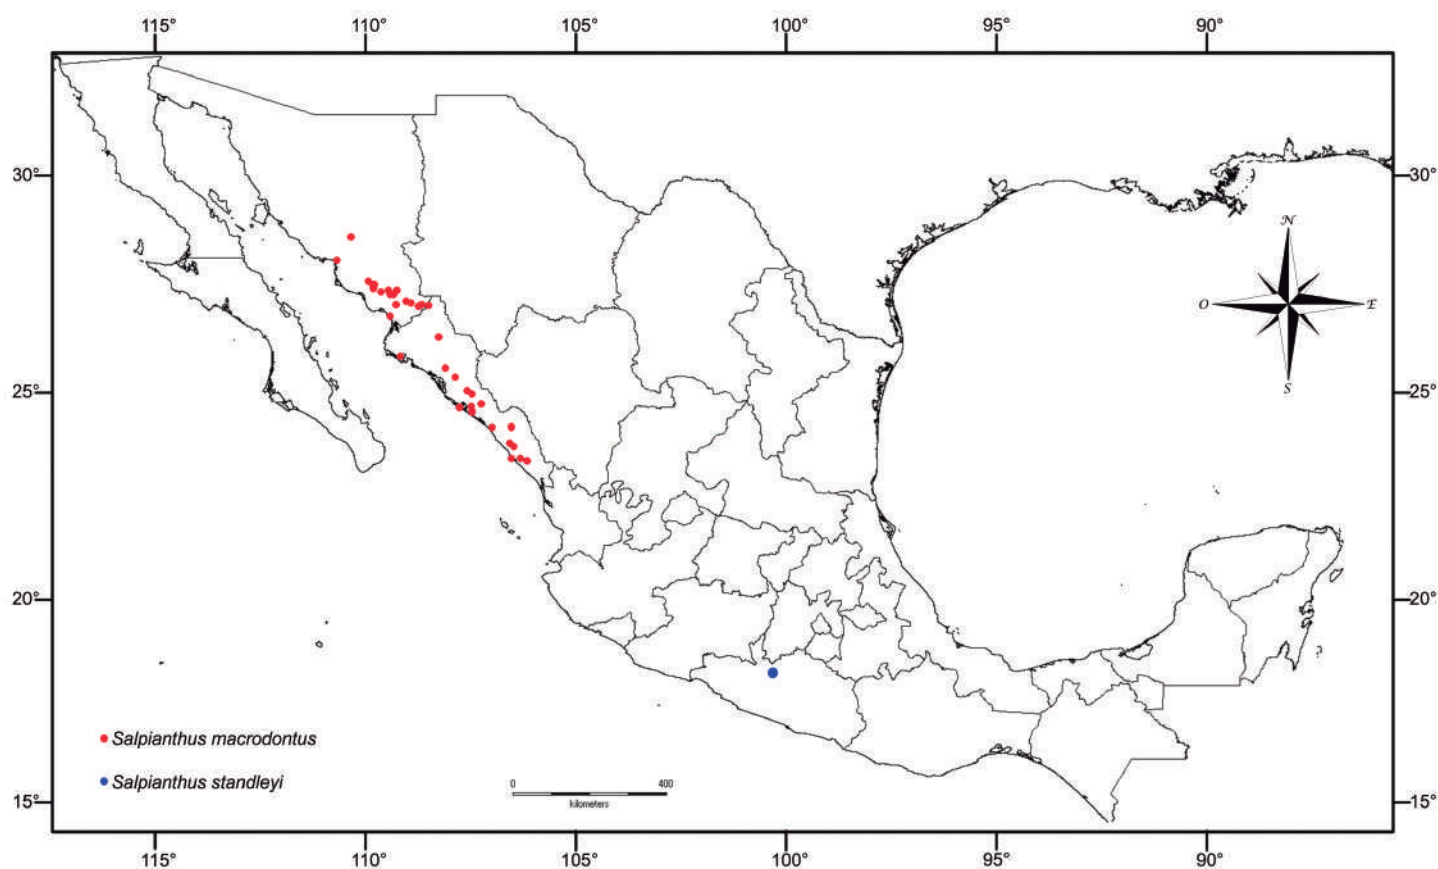 115° 110° 105° 100° 95° 90°
30° 30°
N
O E
S
25° 25°
20° 20°
?
Salpianthus macrodontus
Salpianthus standleyi
0 400
kilometers
15° 15°
115° 110° 105° 100° 95° 90°